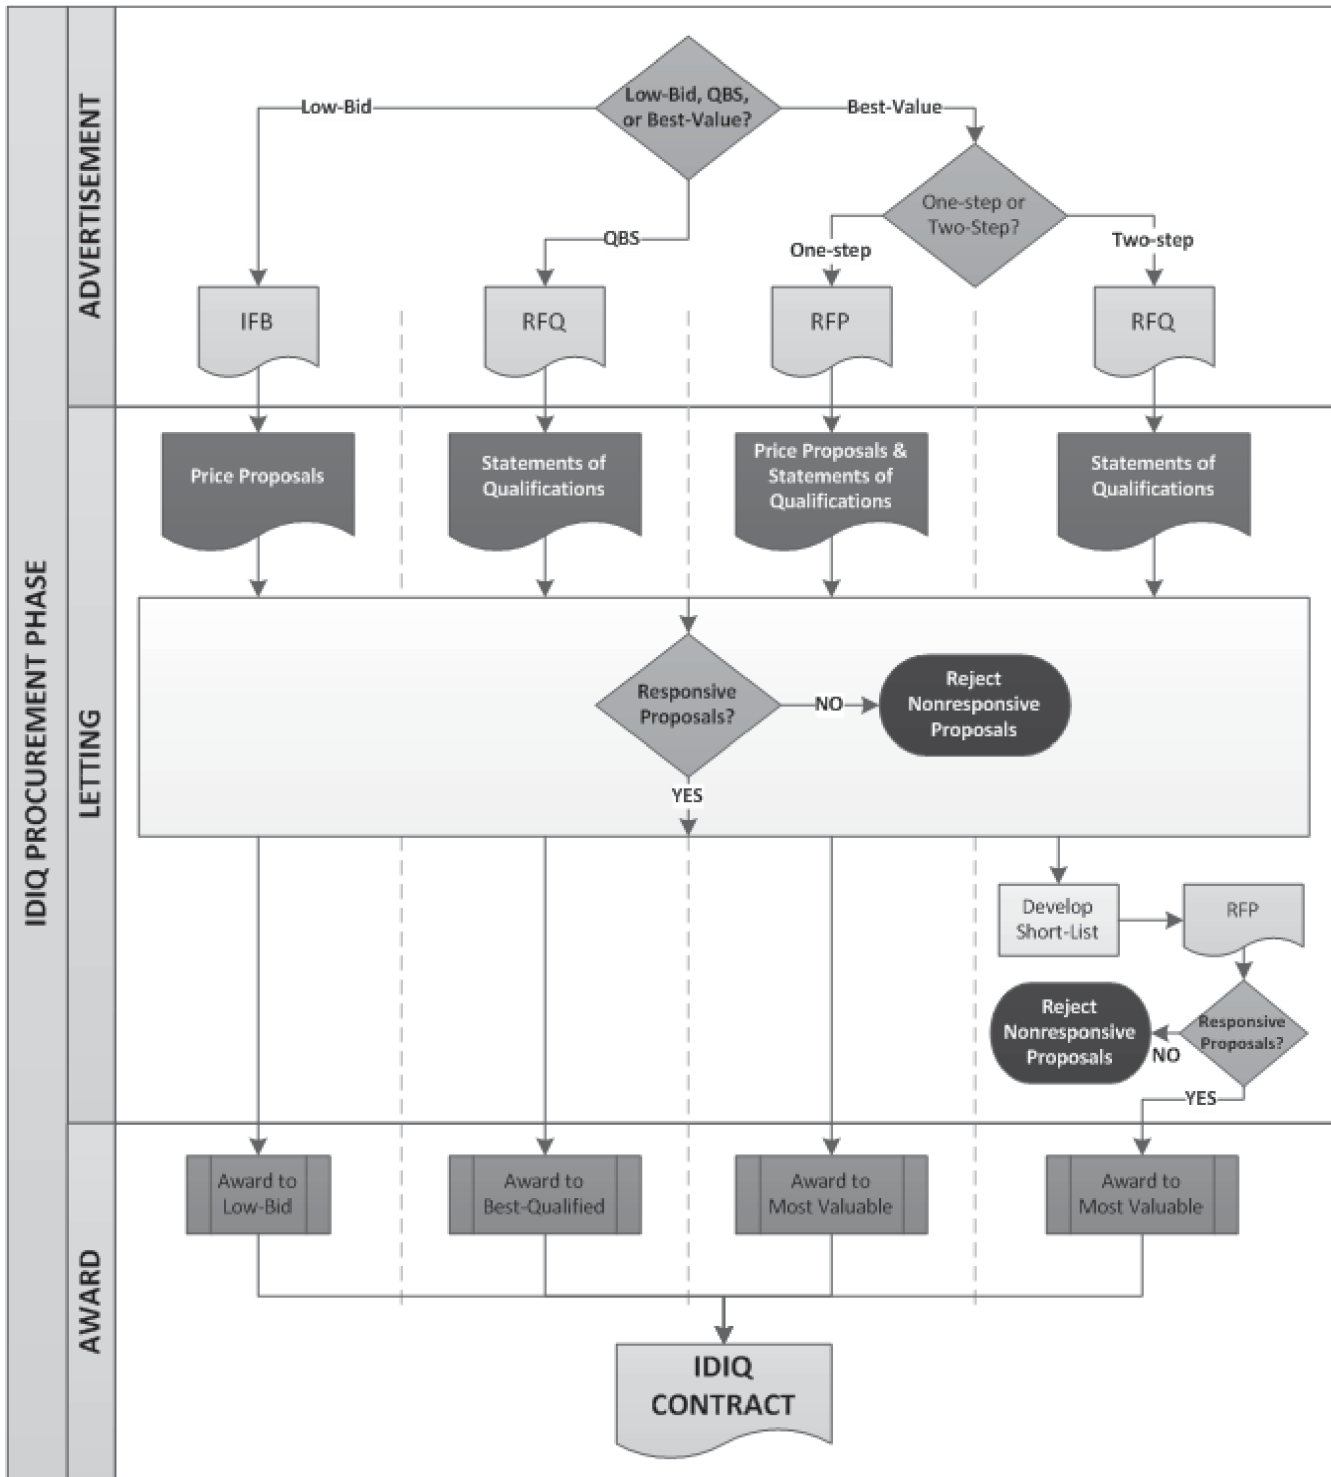 IDIQ PROCUREMENT PHASE
ADVERTISEMENT
Low-Bid, QBS,
or Best-Value?
Low-Bid
Best-Value
One-step or
Two-Step?
QBS
One-step
Two-step
IFB
RFQ
RFP
RFQ
LETTING
Price Proposals
Statements of
Qualifications
Price Proposals &
Statements of
Qualifications
Statements of
Qualifications
Responsive
Proposals?
NO
Reject
Nonresponsive
Proposals
YES
Develop
Short-List
RFP
Responsive
Proposals?
NO
Reject
Nonresponsive
Proposals
YES
AWARD
Award to
Low-Bid
Award to
Best-Qualified
Award to
Most Valuable
Award to
Most Valuable
IDIQ
CONTRACT